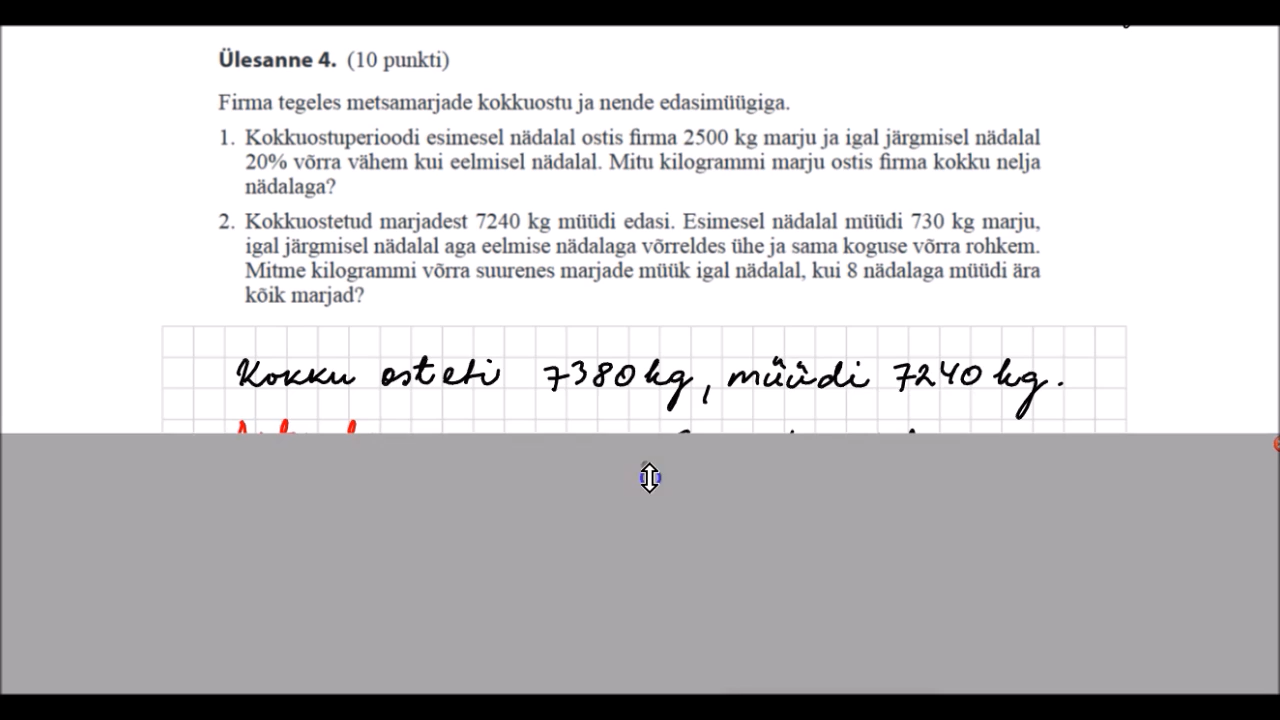 Ülesanne 4. (10 punkti)
Firma tegeles metsamarjade kokkuostu ja nende edasimüügiga.
1. Kokkuostuperioodi esimesel nädalal ostis firma 2500 kg marju ja igal järgmisel nädalal
20% võrra vähem kui eelmisel nädalal. Mitu kilogrammi marju ostis firma kokku nelja
nädalaga?
2. Kokkuostetud marjadest 7240 kg müüdi edasi. Esimesel nädalal müüdi 730 kg marju,
igal järgmisel nädalal aga eelmise nädalaga võrreldes ühe ja sama koguse võrra rohkem.
Mitme kilogrammi võrra suurenes marjade müük igal nädalal, kui 8 nädalaga müüdi ära
kõik marjad?
Kokku osteti 7380 kg, müüdi 7240 kg.